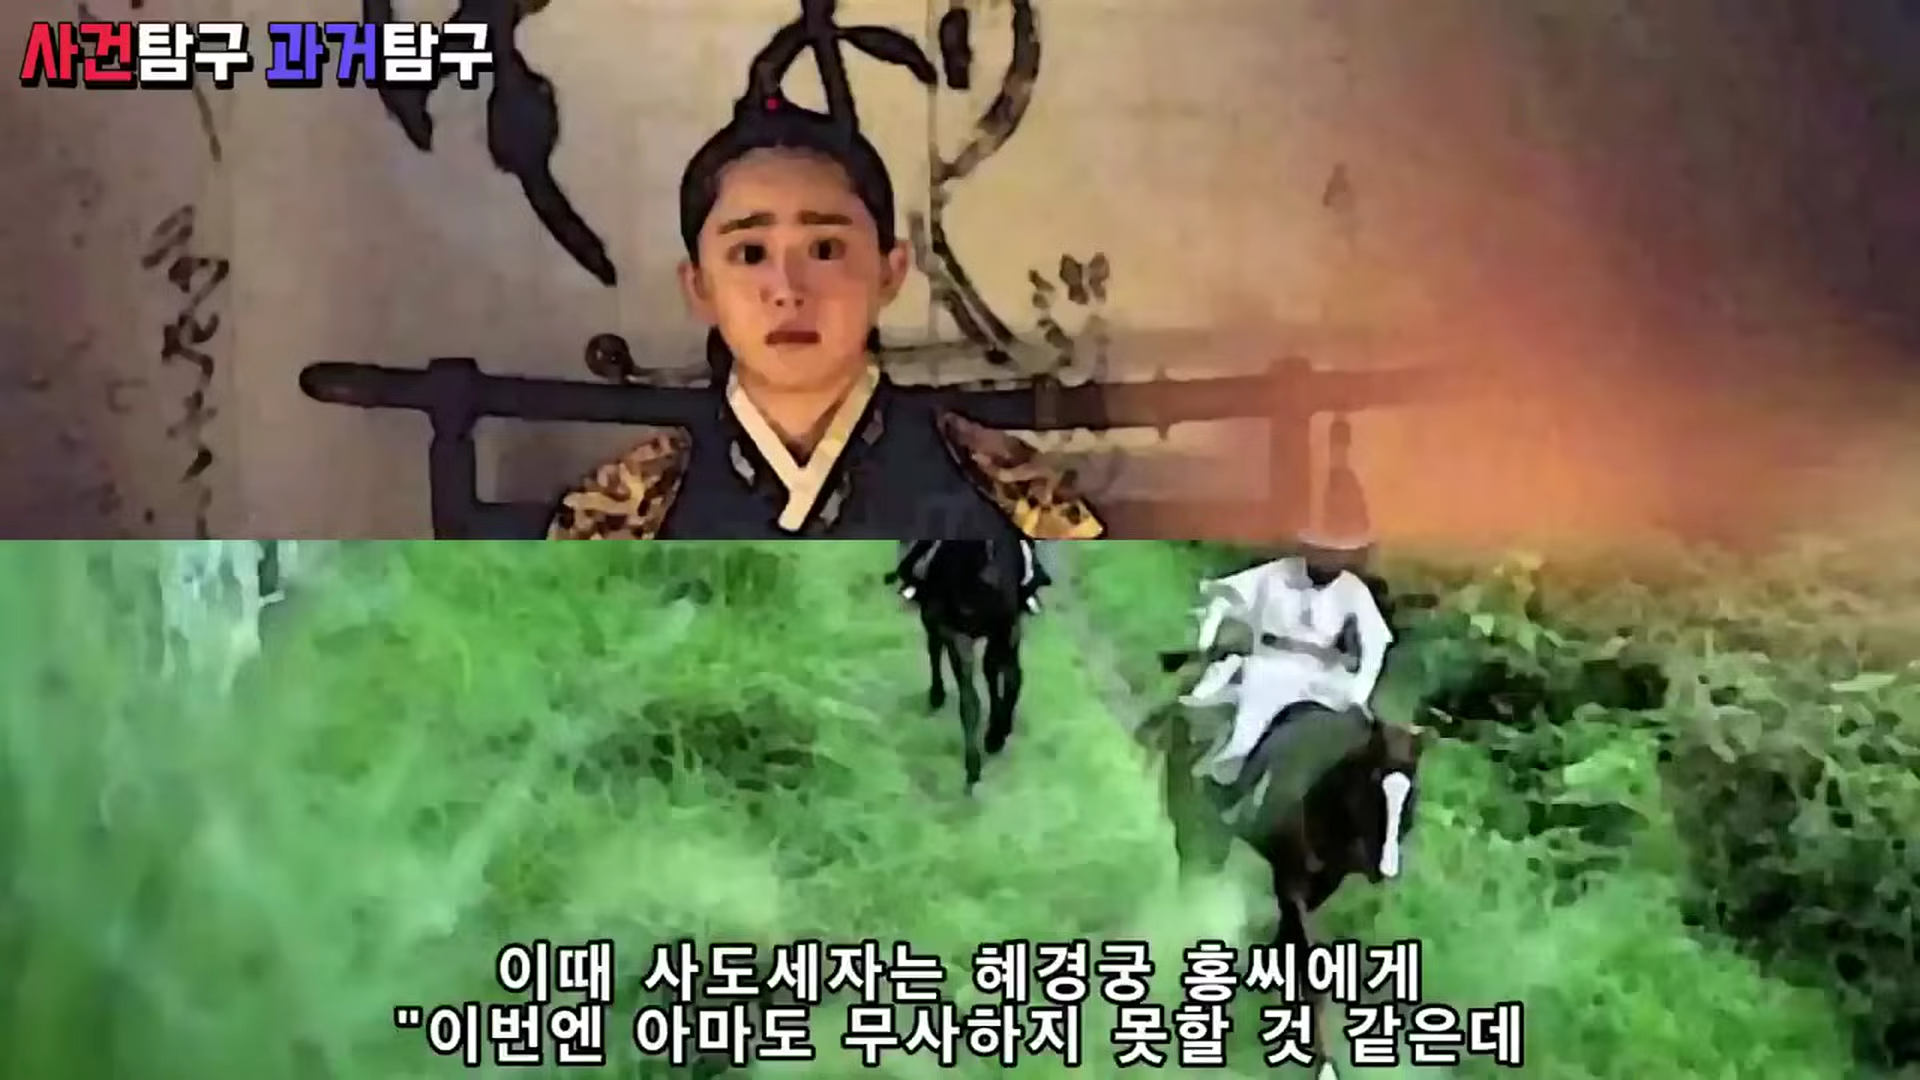 사건탐구 과거탐구
이때 사도세자는 혜경궁 홍씨에게
"이번엔 아마도 무사하지 못할 것 같은데